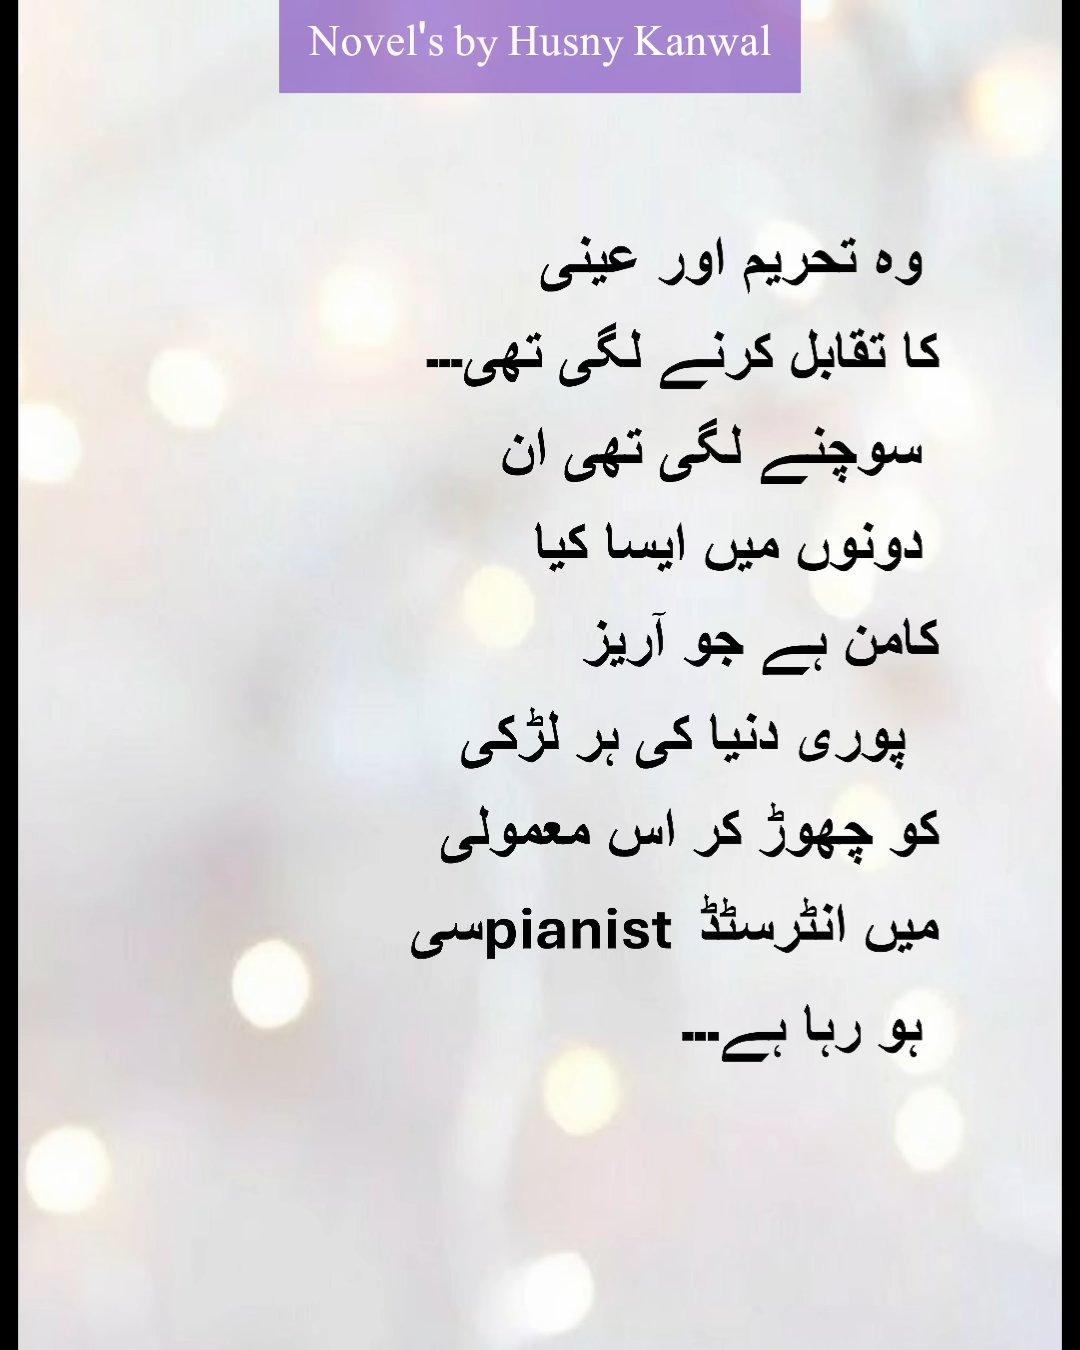 Novel's by Husny Kanwal
وہ تحریم اور عینی
کا تقابل کرنے لگی تھی---
سوچنے لگی تھی ان
دونوں میں ایسا کیا
کامن ہے جو آریز
پوری دنیا کی ہر لڑکی
کو چھوڑ کر اس معمولی
میں انٹرسٹڈ pianistسی
ہو رہا ہے---